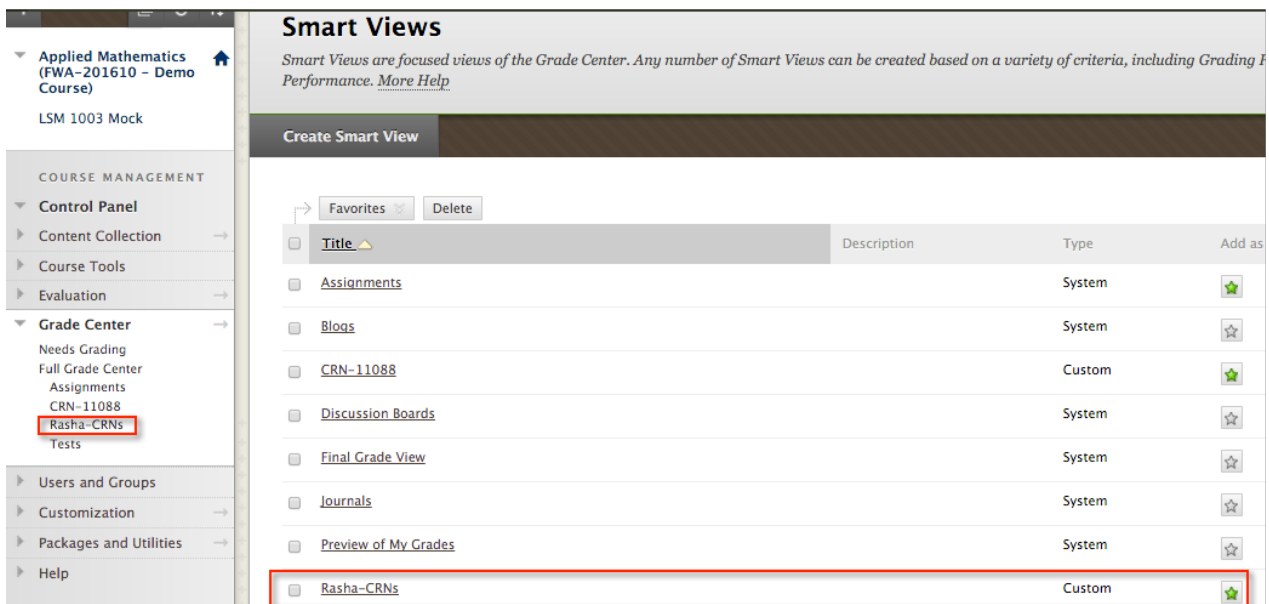 Applied Mathematics
(FWA-201610 - Demo
Course)
LSM 1003 Mock
COURSE MANAGEMENT
Control Panel
Content Collection
Course Tools
Evaluation
Grade Center
Needs Grading
Full Grade Center
Assignments
CRN-11088
Rasha-CRNs
Tests
Users and Groups
Customization
Packages and Utilities
Help
Smart Views
Smart Views are focused views of the Grade Center. Any number of Smart Views can be created based on a variety of criteria, including Grading
Performance. More Help
Create Smart View
Favorites Delete
Title Description Type Add as
Assignments System
Blogs System
CRN-11088 Custom
Discussion Boards System
Final Grade View System
Journals System
Preview of My Grades System
Rasha-CRNs Custom